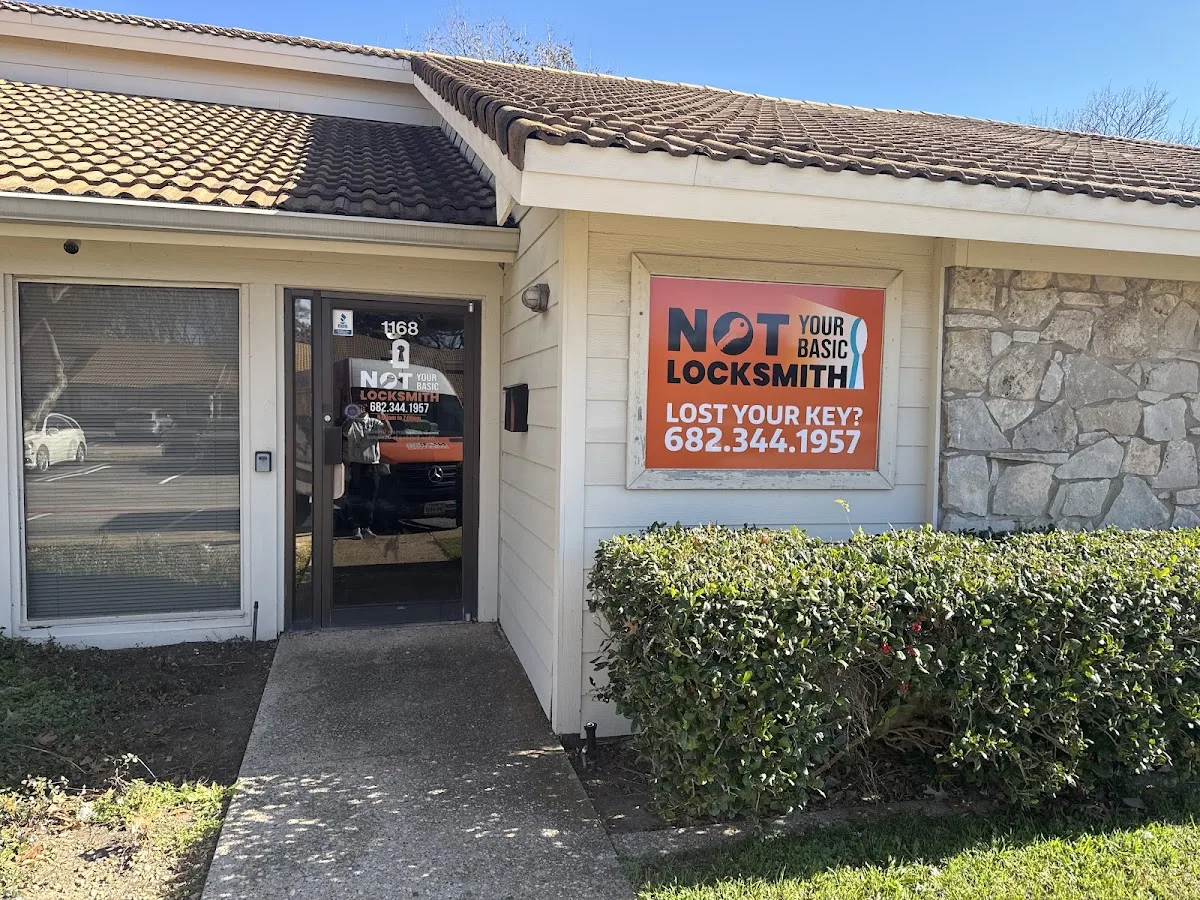 1168
NOT YOUR
BASIC
LOCKSMITH
682.344.1957
NOT YOUR
BASIC
LOCKSMITH
LOST YOUR KEY?
682.344.1957